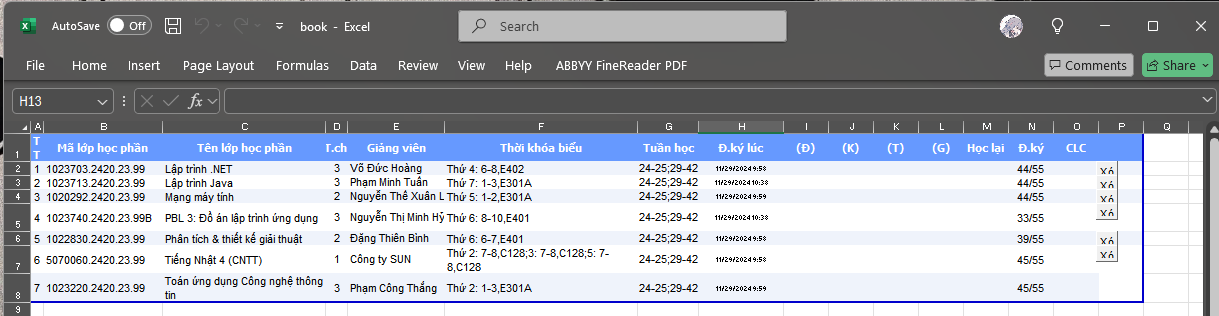 AutoSave Off book - Excel Search
File Home Insert Page Layout Formulas Data Review View Help ABBYY FineReader PDF Comments Share
H13 fx
A B C D E F G H I J K L M N O P Q R
1 TT Mã lớp học phần Tên lớp học phần T.ch Giảng viên Thời khóa biểu Tuần học Đ.ký lúc (Đ) (K) (T) (G) Học lại Đ.ký CLC
2 1 1023703.2420.23.99 Lập trình .NET 3 Võ Đức Hoàng Thứ 4: 6-8,E402 24-25;29-42 11/29/2024 9:58 44/55 Xó
3 2 1023713.2420.23.99 Lập trình Java 3 Phạm Minh Tuấn Thứ 7: 1-3,E301A 24-25;29-42 11/29/2024 10:38 44/55 Xó
4 3 1020292.2420.23.99 Mạng máy tính 2 Nguyễn Thế Xuân L Thứ 5: 1-2,E301A 24-25;29-42 11/29/2024 9:59 44/55 Xó
5 4 1023740.2420.23.99B PBL 3: Đồ án lập trình ứng dụng 3 Nguyễn Thị Minh Hỷ Thứ 6: 8-10,E401 24-25;29-42 11/29/2024 10:38 33/55 Xó
6 5 1022830.2420.23.99 Phân tích & thiết kế giải thuật 2 Đặng Thiên Bình Thứ 6: 6-7,E401 24-25;29-42 11/29/2024 9:58 39/55 Xó
7 6 5070060.2420.23.99 Tiếng Nhật 4 (CNTT) 1 Công ty SUN Thứ 2: 7-8,C128;3: 7-8,C128;5: 7-
8,C128 24-25;29-42 11/29/2024 9:58 45/55 Xó
8 7 1023220.2420.23.99 Toán ứng dụng Công nghệ thông
tin 3 Phạm Công Thắng Thứ 2: 1-3,E301A 24-25;29-42 11/29/2024 9:59 45/55
9